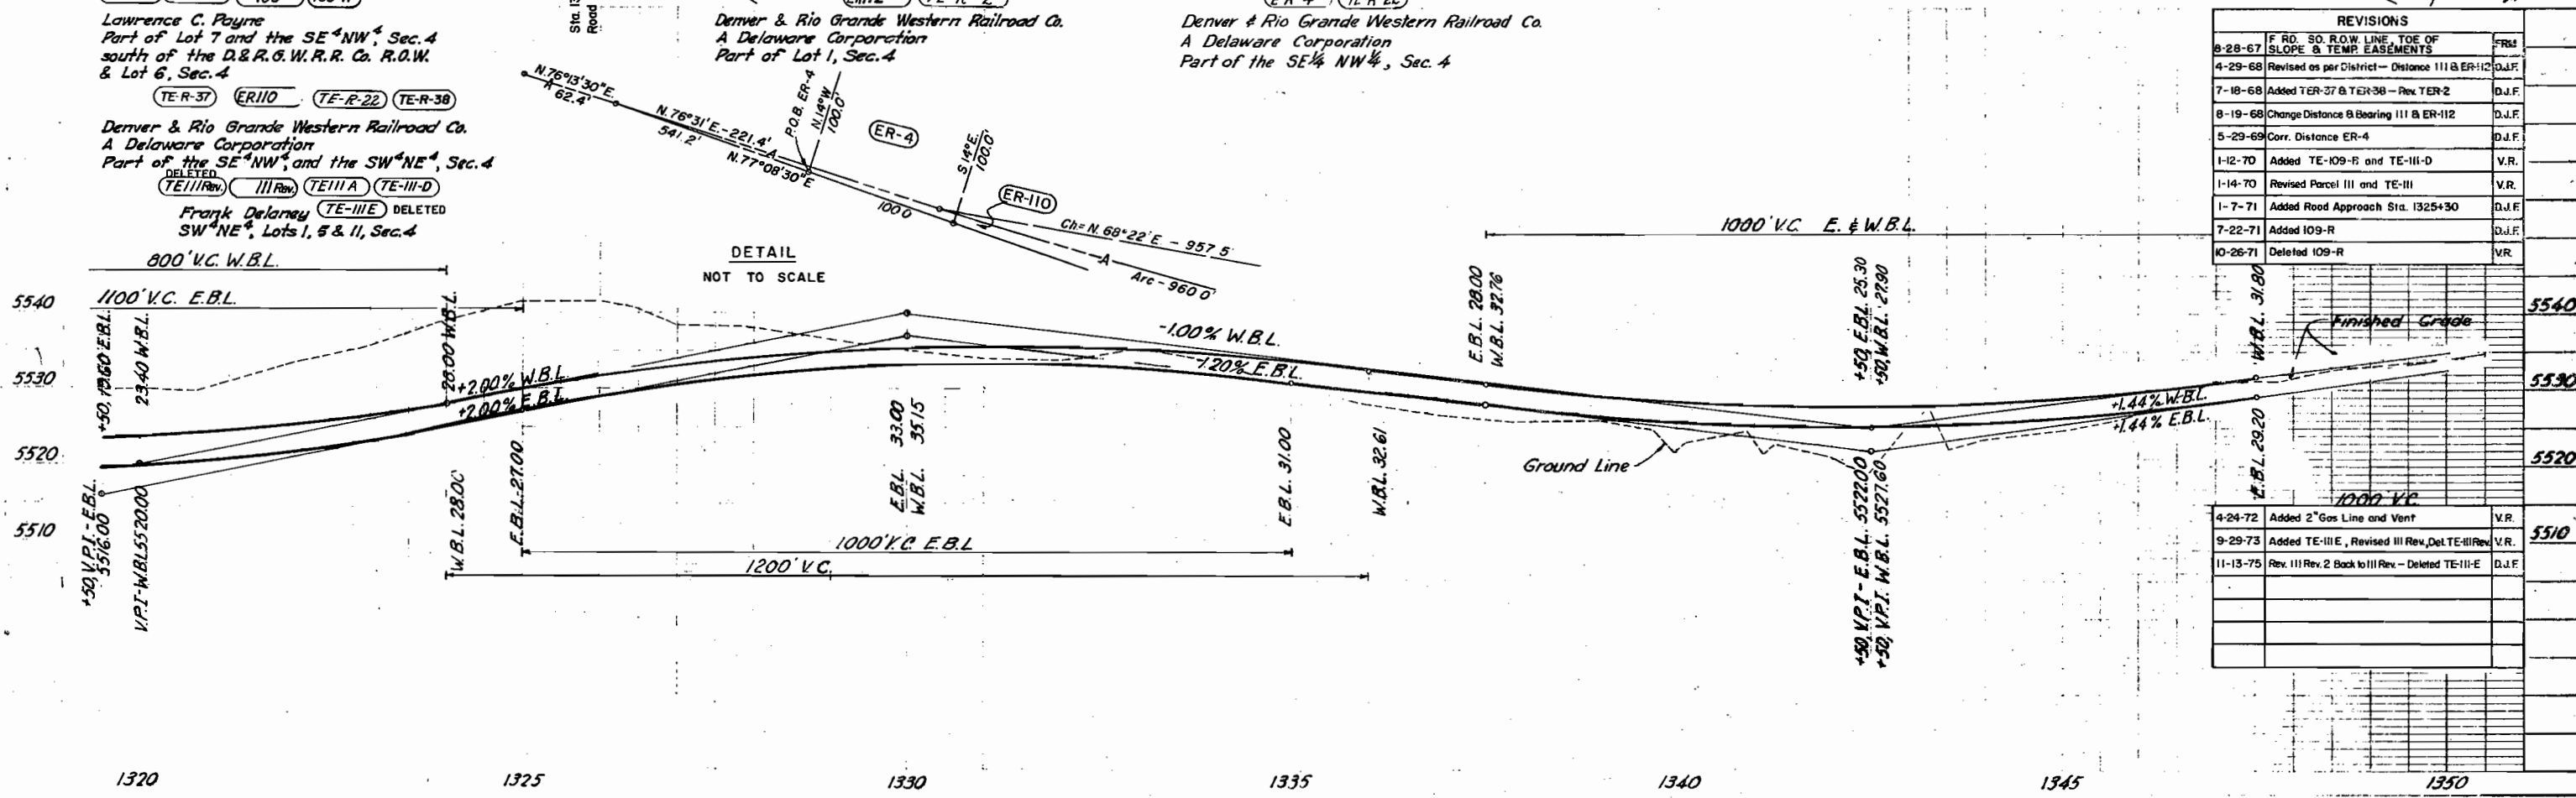 Lawrence C. Payne
Part of Lot 7 and the SE⁴NW⁴, Sec. 4
south of the D.& R.G.W.R.R. Co. R.O.W.
& Lot 6, Sec. 4
TE-R-37 ER110 TE-R-22 TE-R-38
Denver & Rio Grande Western Railroad Co.
A Delaware Corporation
Part of the SE⁴NW⁴, and the SW⁴NE⁴, Sec. 4
DELETED
TE111Rev. 111 Rev. TE111A TE-111-D
Frank Delaney TE-111E DELETED
SW⁴NE⁴, Lots 1, 5 & 11, Sec. 4
Sta. 13
Road
Denver & Rio Grande Western Railroad Co.
A Delaware Corporation
Part of Lot 1, Sec. 4
Denver & Rio Grande Western Railroad Co.
A Delaware Corporation
Part of the SE¼ NW¼, Sec. 4
N.76°13'30"E.
A 62.4'
N.76°31'E.-221.4' A
541.2'
N.77°08'30"E
P.O.B. ER-4
N.14°W
100.0'
ER-4
S.14°E.
100.0'
ER-110
100.0
Ch= N.68°22'E. - 957.5
A
Arc - 960.0'
DETAIL
NOT TO SCALE
REVISIONS
8-28-67 F RD. SO. R.O.W. LINE, TOE OF SLOPE & TEMP. EASEMENTS
4-29-68 Revised as per District - Distance 111 & ER-112 D.J.F.
7-18-68 Added TER-37 & TER-38 - Rev. TER-2 D.J.F.
8-19-68 Change Distance & Bearing 111 & ER-112 D.J.F.
5-29-69 Corr. Distance ER-4 D.J.F.
1-12-70 Added TE-109-R and TE-111-D V.R.
1-14-70 Revised Parcel 111 and TE-111 V.R.
1-7-71 Added Road Approach Sta. 1325+30 D.J.F.
7-22-71 Added 109-R D.J.F.
10-26-71 Deleted 109-R V.R.
800' V.C. W.B.L.
1100' V.C. E.B.L.
1000' V.C. E. & W.B.L.
5540
5530
5520
5510
23.40 W.B.L.
28.00 W.B.L.
+2.00% W.B.L.
+2.00% E.B.L.
-1.00% W.B.L.
-1.20% E.B.L.
E.B.L. 28.00
W.B.L. 32.76
+50, E.B.L. 25.30
+50, W.B.L. 27.90
W.B.L. 31.80
Finished Grade
+1.44% W.B.L.
+1.44% E.B.L.
5540
5530
5520
5510
+50, V.P.I - E.B.L.
5516.00
V.P.I-W.B.L 5520.00
W.B.L. 28.00
E.B.L. 27.00
E.B.L. 33.00
W.B.L. 35.15
E.B.L. 31.00
W.B.L. 32.61
Ground Line
+50, V.P.I - E.B.L. 5522.00
+50, V.P.I. W.B.L. 5527.60
E.B.L. 29.20
1000' V.C. E.B.L
1200' V.C.
1000' V.C.
4-24-72 Added 2" Gas Line and Vent V.R.
9-29-73 Added TE-111E, Revised 111 Rev., Del. TE-111Rev. V.R.
11-13-75 Rev. 111 Rev. 2 Back to 111 Rev. - Deleted TE-111-E D.J.F.
1320 1325 1330 1335 1340 1345 1350